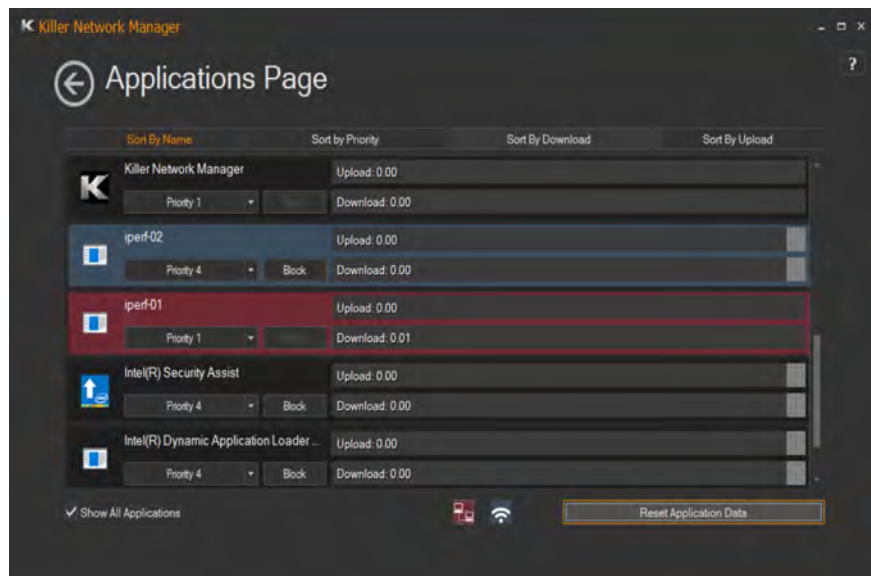 K Killer Network Manager
?
Applications Page
Sort By Name Sort by Priority Sort By Download Sort By Upload
K
Killer Network Manager
Upload: 0.00
Priority 1
Download: 0.00
iperf-02
Upload: 0.00
Priority 4 Block
Download: 0.00
iperf-01
Upload: 0.00
Priority 1
Download: 0.01
Intel(R) Security Assist
Upload: 0.00
Priority 4 Block
Download: 0.00
Intel(R) Dynamic Application Loader...
Upload: 0.00
Priority 4 Block
Download: 0.00
Show All Applications
Reset Application Data